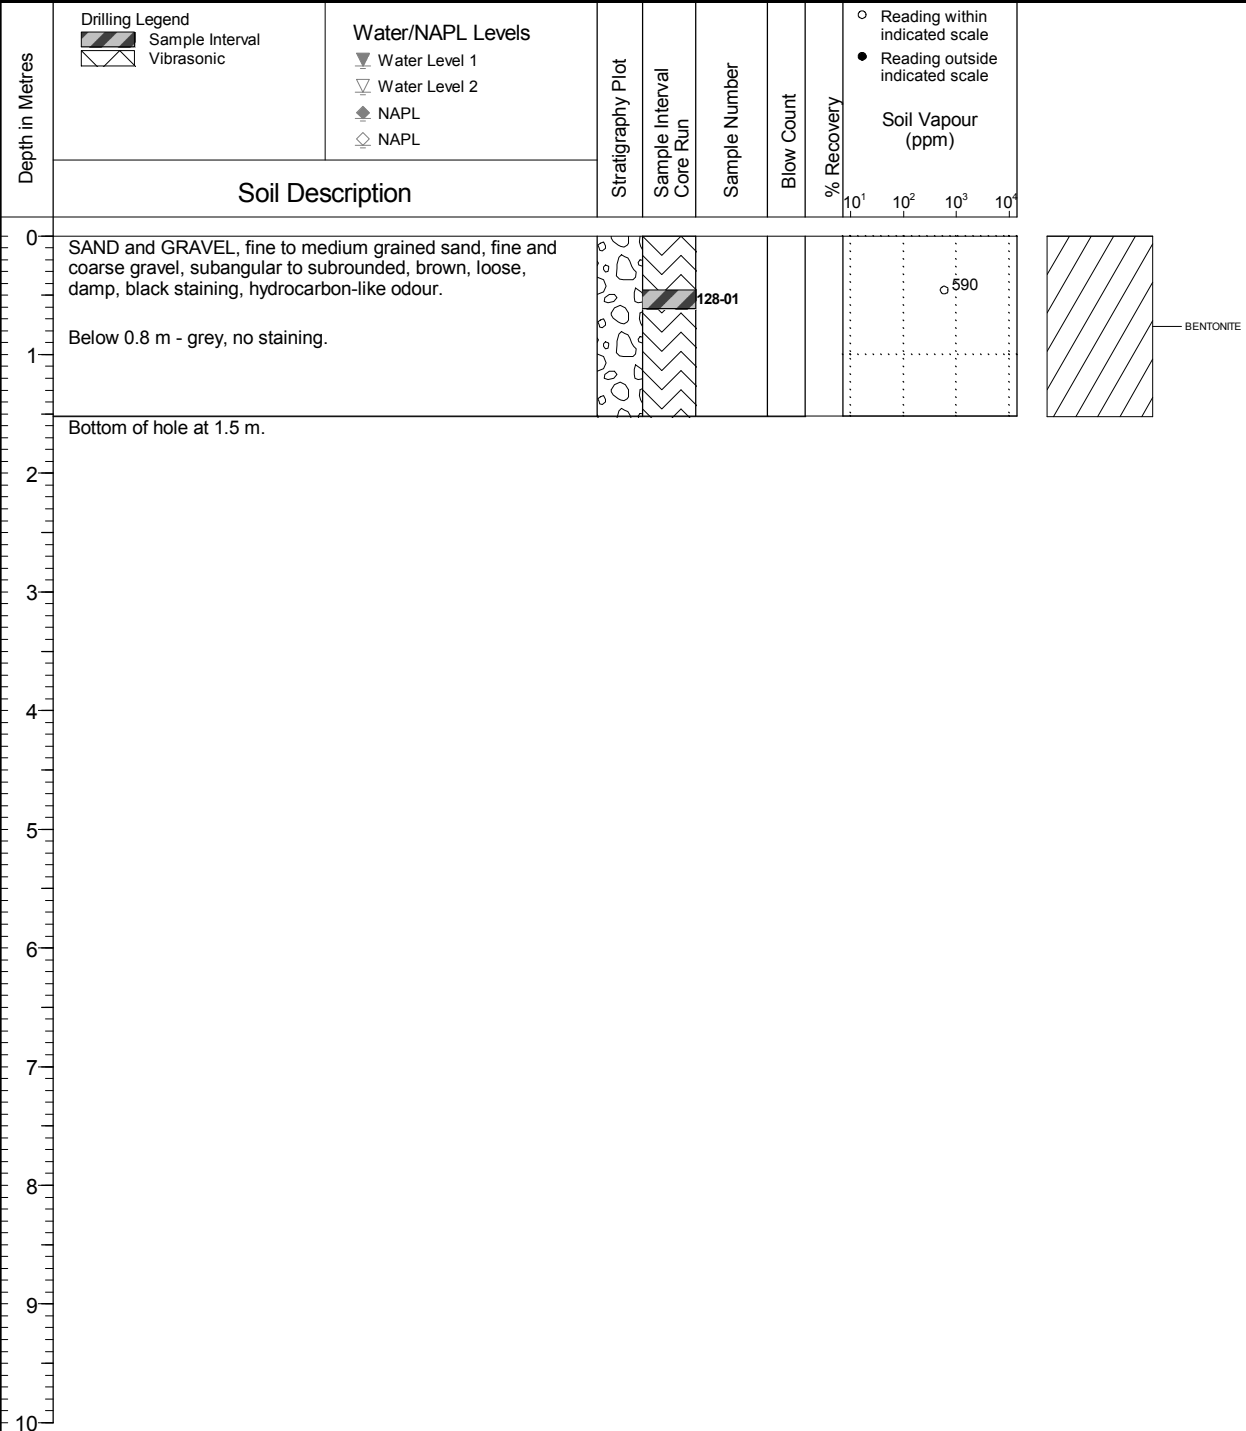 Depth in Metres
Drilling Legend
Sample Interval
Vibrasonic
Water/NAPL Levels
Water Level 1
Water Level 2
NAPL
NAPL
Soil Description
Stratigraphy Plot
Sample Interval
Core Run
Sample Number
Blow Count
% Recovery
Reading within
indicated scale
Reading outside
indicated scale
Soil Vapour
(ppm)
10¹ 10² 10³ 10⁴
0
SAND and GRAVEL, fine to medium grained sand, fine and
coarse gravel, subangular to subrounded, brown, loose,
damp, black staining, hydrocarbon-like odour.
128-01
590
Below 0.8 m - grey, no staining.
BENTONITE
1
Bottom of hole at 1.5 m.
2
3
4
5
6
7
8
9
10